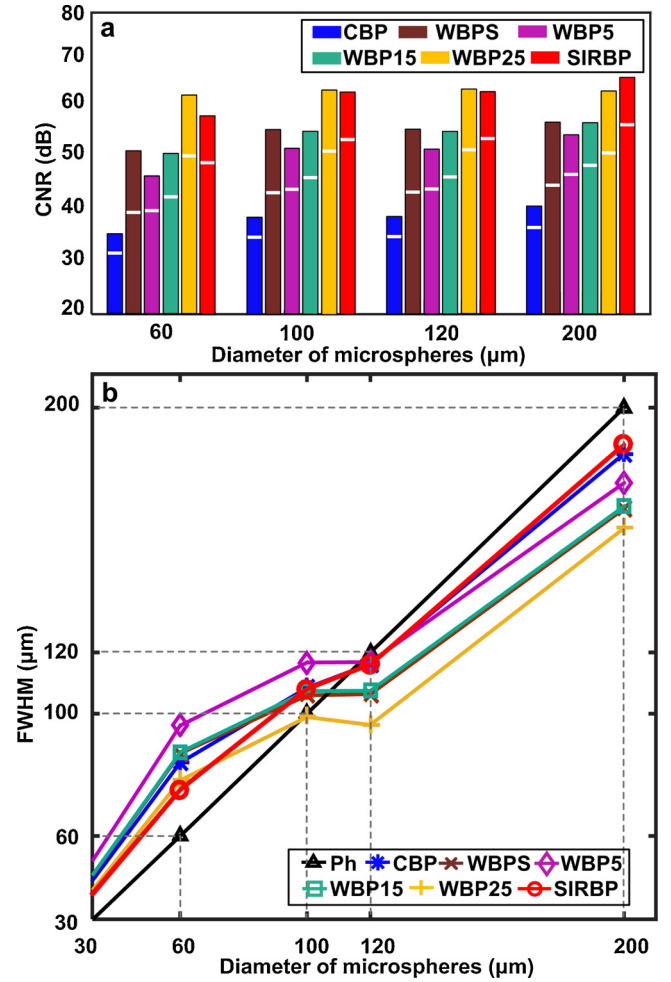 a
CBP WBPS WBP5
WBP15 WBP25 SIRBP
80
70
60
50
40
30
20
CNR (dB)
60 100 120 200
Diameter of microspheres (μm)
b
200
120
100
60
30
FWHM (μm)
Ph CBP WBPS WBP5
WBP15 WBP25 SIRBP
30 60 100 120 200
Diameter of microspheres (μm)